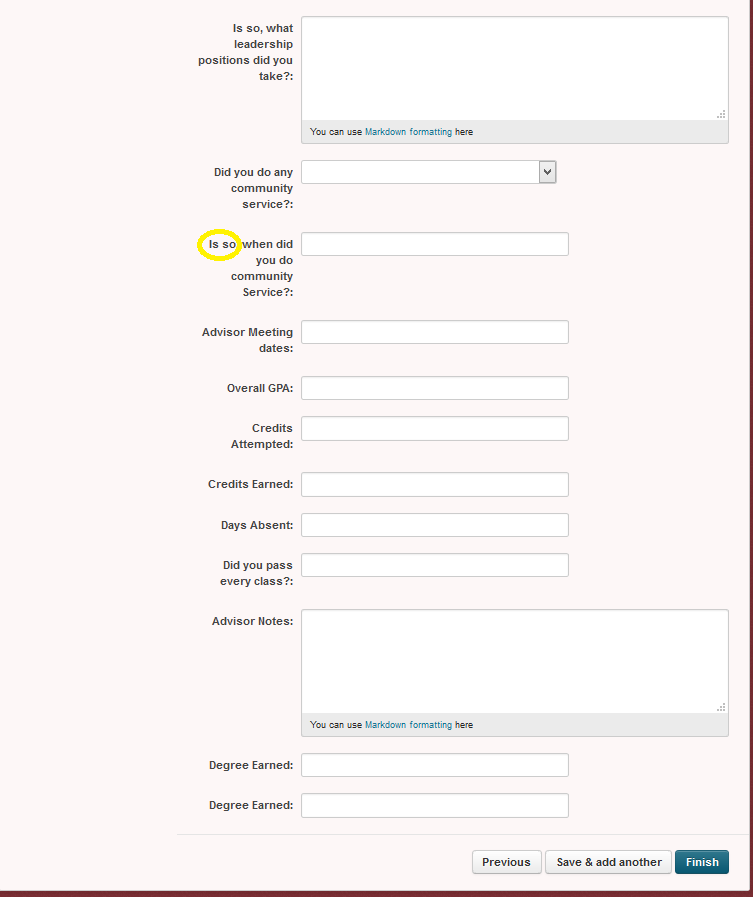 Is so, what
leadership
positions did you
take?:
You can use Markdown formatting here
Did you do any
community
service?:
Is so, when did
you do
community
Service?:
Advisor Meeting
dates:
Overall GPA:
Credits
Attempted:
Credits Earned:
Days Absent:
Did you pass
every class?:
Advisor Notes:
You can use Markdown formatting here
Degree Earned:
Degree Earned:
Previous Save & add another Finish